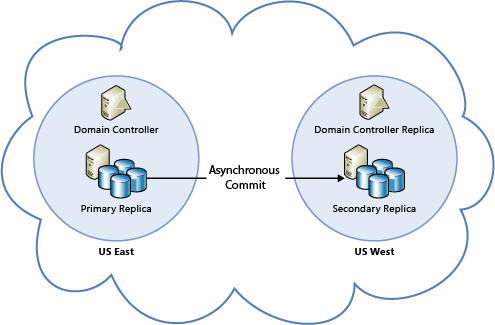 Domain Controller
Primary Replica
US East
Asynchronous
Commit
Domain Controller Replica
Secondary Replica
US West